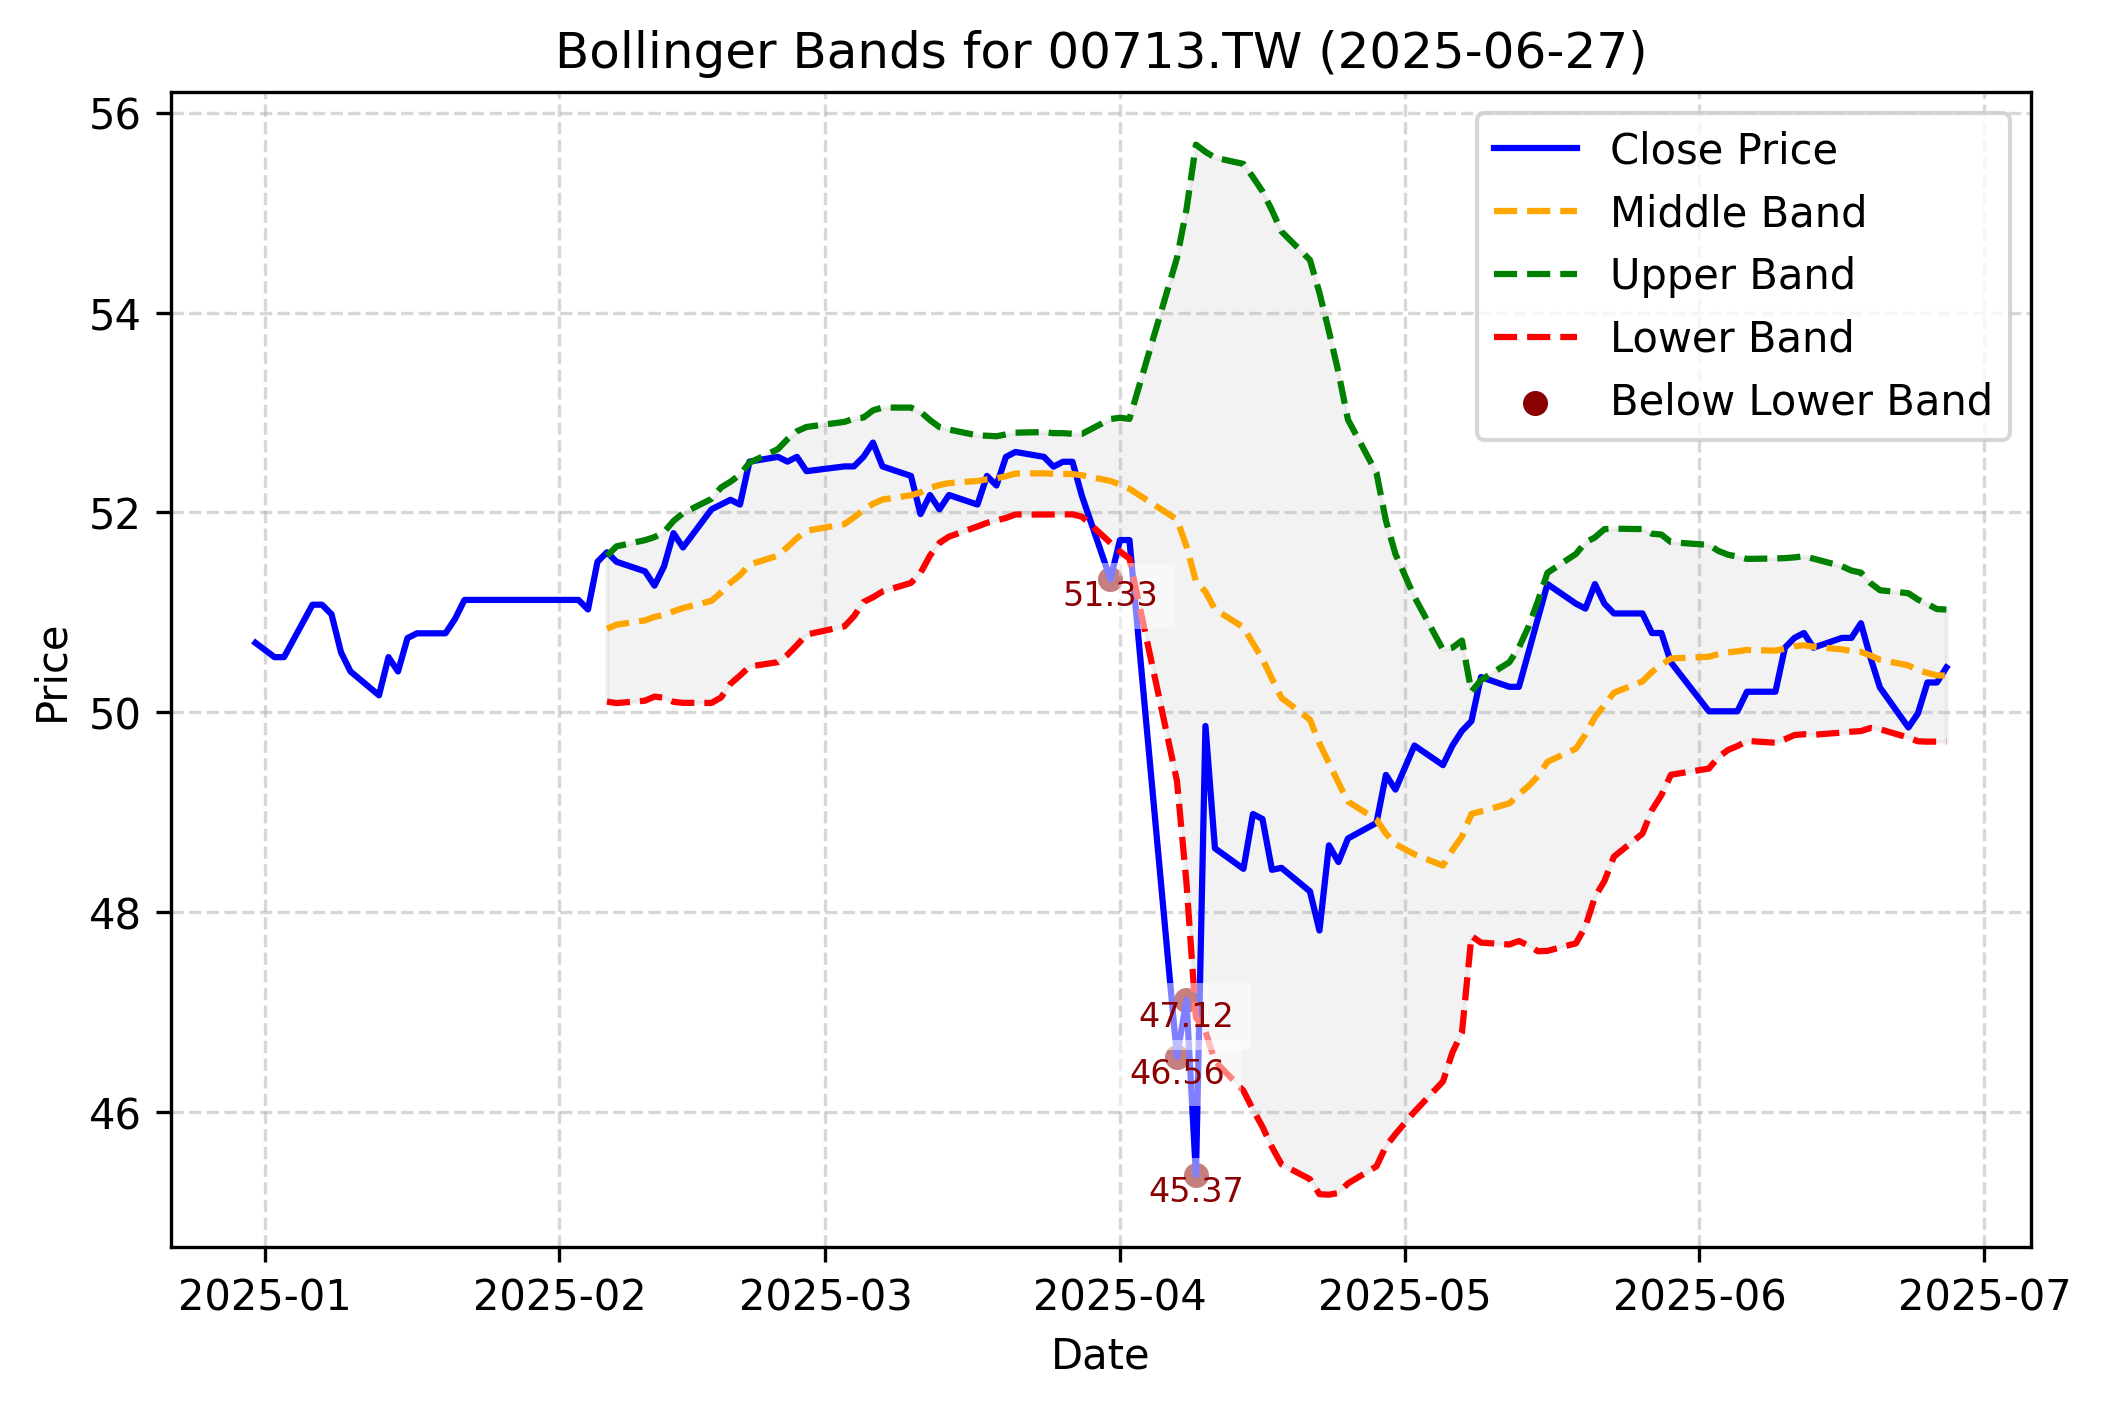 Bollinger Bands for 00713.TW (2025-06-27)
56
54
52
50
48
46
Price
Close Price
Middle Band
Upper Band
Lower Band
Below Lower Band
51.33
47.12
46.56
45.37
2025-01
2025-02
2025-03
2025-04
2025-05
2025-06
2025-07
Date